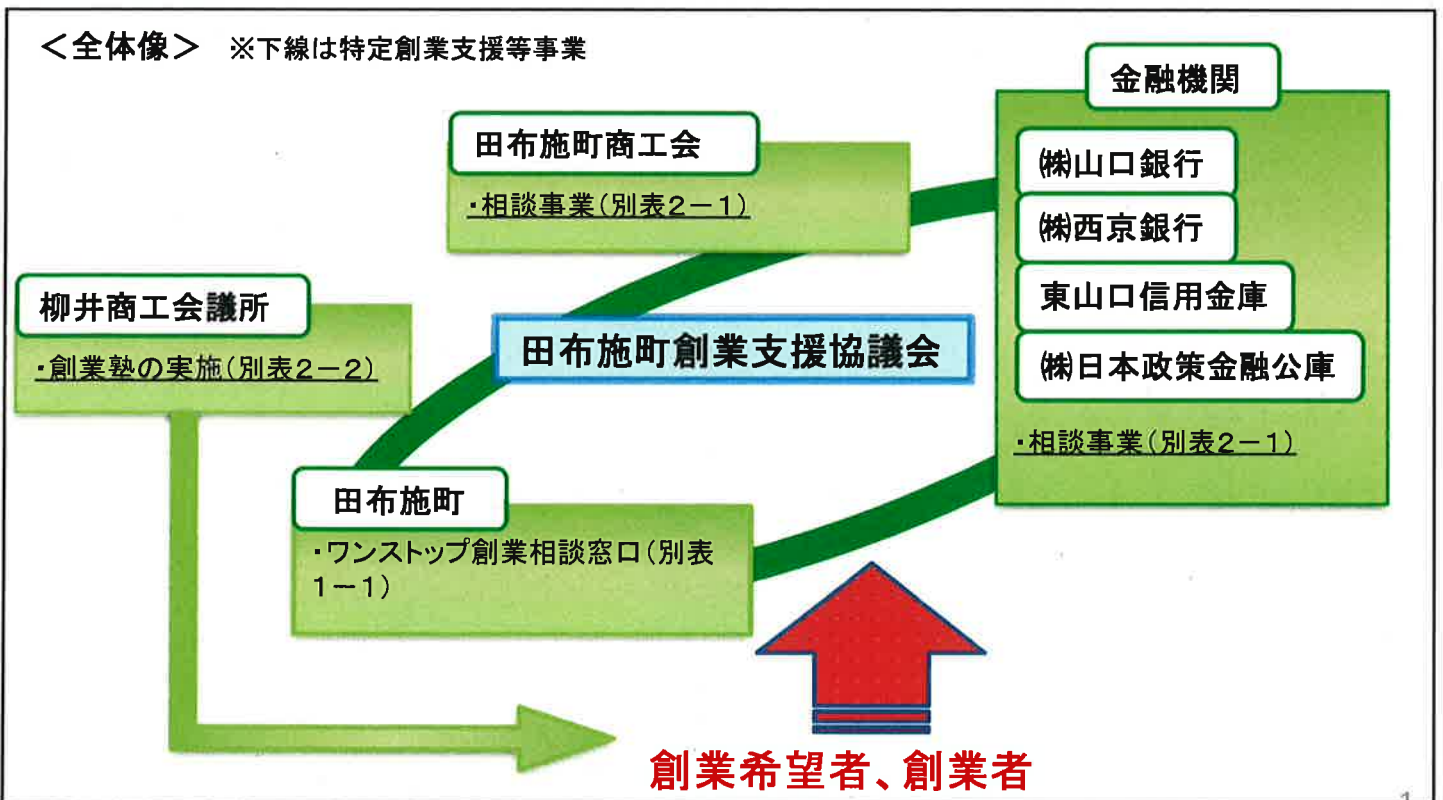 ＜全体像＞ ※下線は特定創業支援等事業
金融機関
田布施町商工会
・相談事業(別表2－1)
㈱山口銀行
㈱西京銀行
東山口信用金庫
㈱日本政策金融公庫
・相談事業(別表2－1)
柳井商工会議所
・創業塾の実施(別表2－2)
田布施町創業支援協議会
田布施町
・ワンストップ創業相談窓口(別表
1－1)
創業希望者、創業者
1